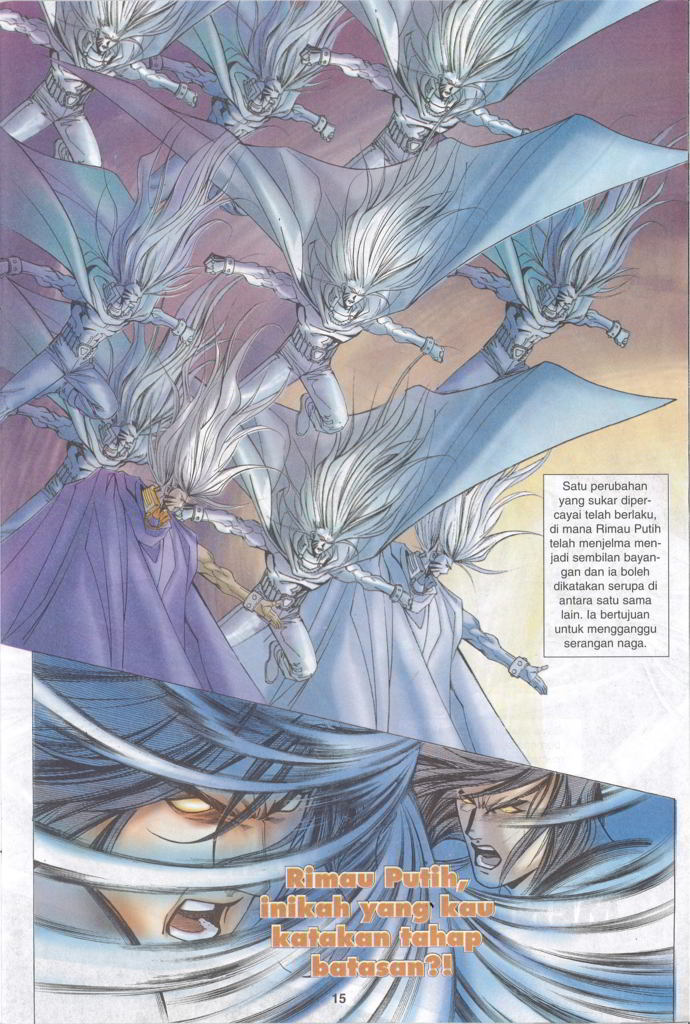 Satu perubahan
yang sukar diper-
cayai telah berlaku,
di mana Rimau Putih
telah menjelma men-
jadi sembilan bayan-
gan dan ia boleh
dikatakan serupa di
antara satu sama
lain. Ia bertujuan
untuk mengganggu
serangan naga.
Rimau Putih,
inikah yang kau
katakan tahap
batasan?!
15